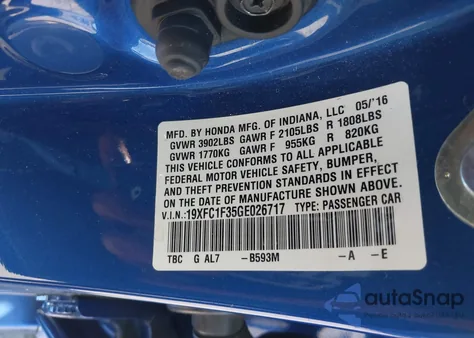 MFD. BY HONDA MFG. OF INDIANA, LLC 05/'16
GVWR 3902LBS GAWR F 2105LBS R 1808LBS
GVWR 1770KG GAWR F 955KG R 820KG
THIS VEHICLE CONFORMS TO ALL APPLICABLE
FEDERAL MOTOR VEHICLE SAFETY, BUMPER,
AND THEFT PREVENTION STANDARDS IN EFFECT
ON THE DATE OF MANUFACTURE SHOWN ABOVE.
V.I.N.:19XFC1F35GE026717 TYPE: PASSENGER CAR
TBC G AL7 -B593M -A -E
autoSnap